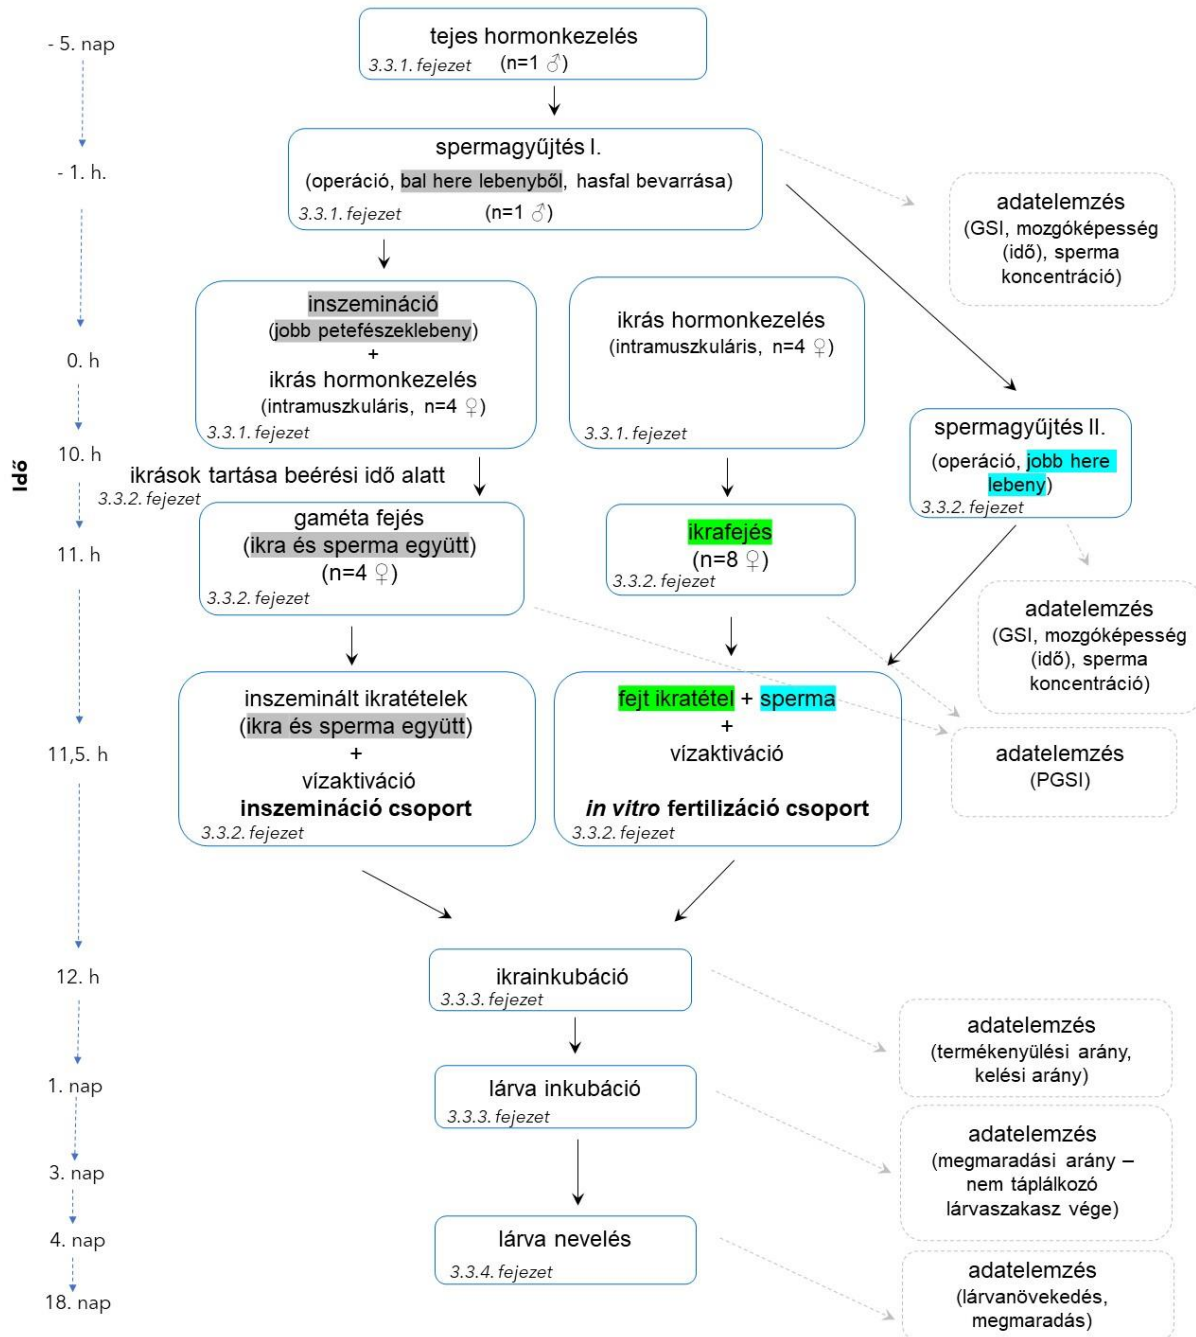 Idő
- 5. nap
- 1. h.
0. h
10. h
11. h
11,5. h
12. h
1. nap
3. nap
4. nap
18. nap
tejes hormonkezelés
3.3.1. fejezet (n=1 ♂)
spermagyűjtés I.
(operáció, bal here lebenyből, hasfal bevarrása)
3.3.1. fejezet (n=1 ♂)
adatelemzés
(GSI, mozgóképesség
(idő), sperma
koncentráció)
inszemináció
(jobb petefészeklebeny)
+
ikrás hormonkezelés
(intramuszkuláris, n=4 ♀)
3.3.1. fejezet
ikrás hormonkezelés
(intramuszkuláris, n=4 ♀)
3.3.1. fejezet
spermagyűjtés II.
(operáció, jobb here
lebeny)
3.3.2. fejezet
ikrások tartása beérési idő alatt
3.3.2. fejezet
gaméta fejés
(ikra és sperma együtt)
(n=4 ♀)
3.3.2. fejezet
ikrafejés
(n=8 ♀)
3.3.2. fejezet
adatelemzés
(GSI, mozgóképesség
(idő), sperma
koncentráció)
inszeminált ikratételek
(ikra és sperma együtt)
+
vízaktiváció
inszemináció csoport
3.3.2. fejezet
fejt ikratétel + sperma
+
vízaktiváció
in vitro fertilizáció csoport
3.3.2. fejezet
adatelemzés
(PGSI)
ikrainkubáció
3.3.3. fejezet
adatelemzés
(termékenyülési arány,
kelési arány)
lárva inkubáció
3.3.3. fejezet
adatelemzés
(megmaradási arány –
nem táplálkozó
lárvaszakasz vége)
lárva nevelés
3.3.4. fejezet
adatelemzés
(lárvanövekedés,
megmaradás)